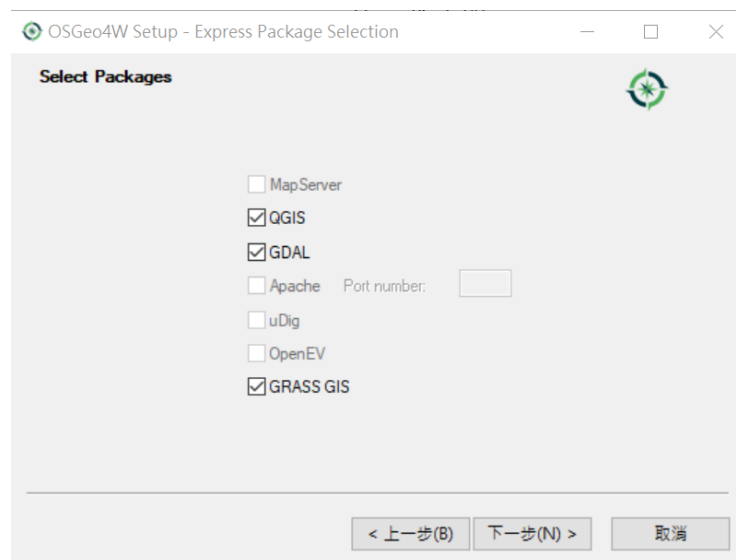 OSGeo4W Setup - Express Package Selection
Select Packages
MapServer
QGIS
GDAL
Apache Port number:
uDig
OpenEV
GRASS GIS
< 上一步(B) 下一步(N) > 取消